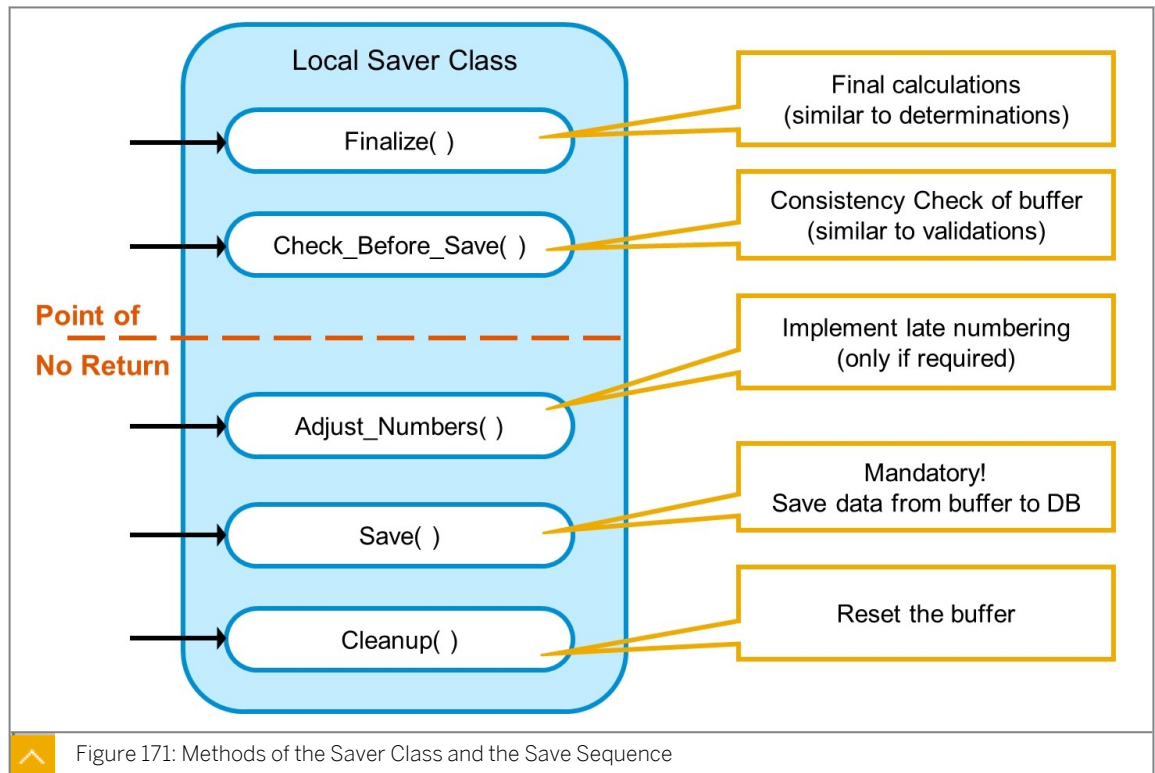 Local Saver Class
Finalize( )
Final calculations
(similar to determinations)
Check_Before_Save( )
Consistency Check of buffer
(similar to validations)
Point of
No Return
Adjust_Numbers( )
Implement late numbering
(only if required)
Save( )
Mandatory!
Save data from buffer to DB
Cleanup( )
Reset the buffer
Figure 171: Methods of the Saver Class and the Save Sequence